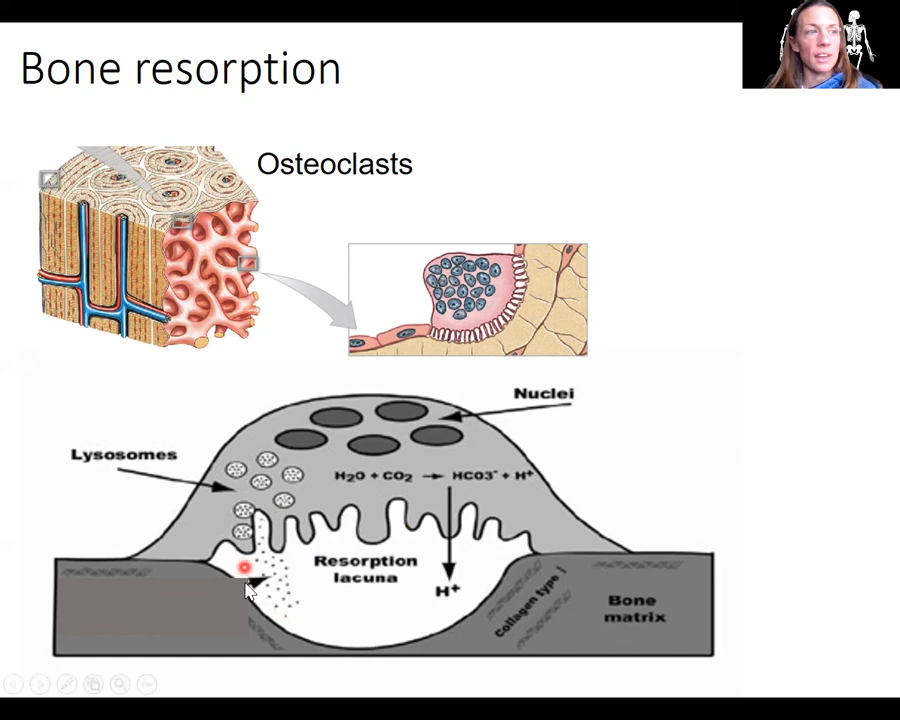 Bone resorption
Osteoclasts
Nuclei
Lysosomes
H₂O + CO₂ → HCO3⁻ + H⁺
Resorption
lacuna
H⁺
Collagen type I
Bone
matrix